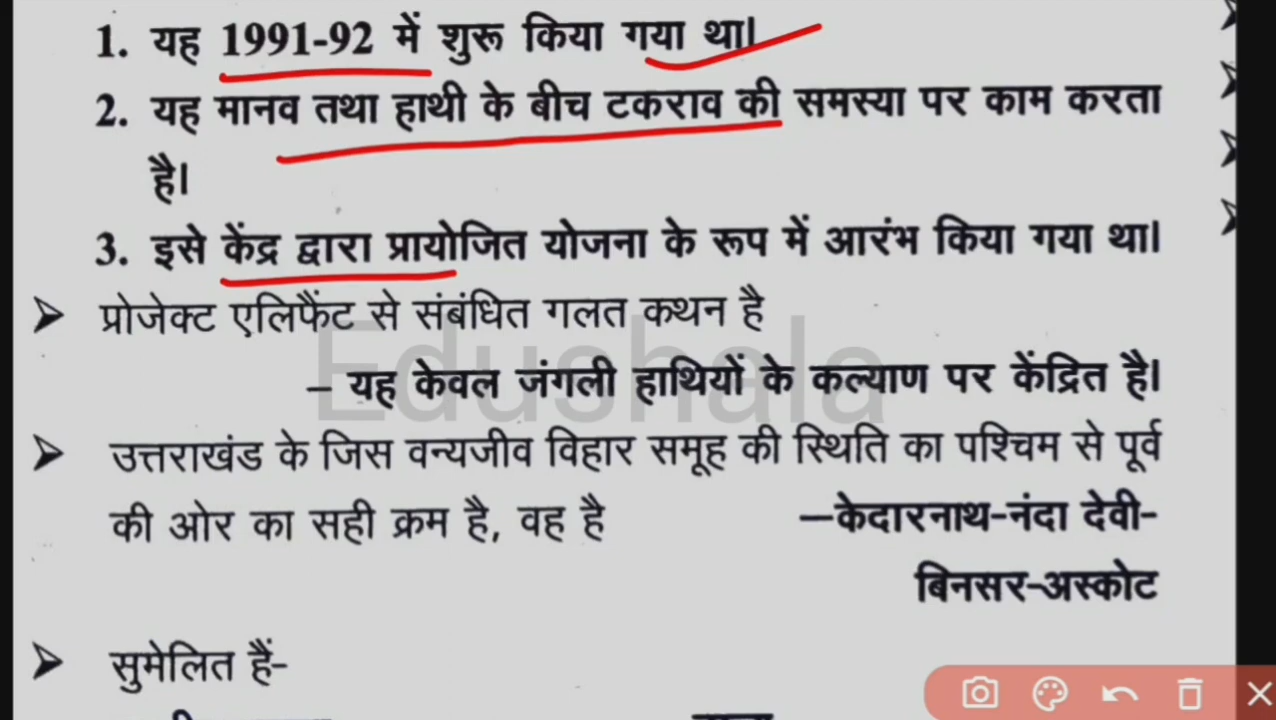 1. यह 1991-92 में शुरू किया गया था।
2. यह मानव तथा हाथी के बीच टकराव की समस्या पर काम करता
है।
3. इसे केंद्र द्वारा प्रायोजित योजना के रूप में आरंभ किया गया था।
➤ प्रोजेक्ट एलिफैंट से संबंधित गलत कथन है
– यह केवल जंगली हाथियों के कल्याण पर केंद्रित है।
Edushala
➤ उत्तराखंड के जिस वन्यजीव विहार समूह की स्थिति का पश्चिम से पूर्व
की ओर का सही क्रम है, वह है –केदारनाथ-नंदा देवी-
बिनसर-अस्कोट
➤ सुमेलित हैं-